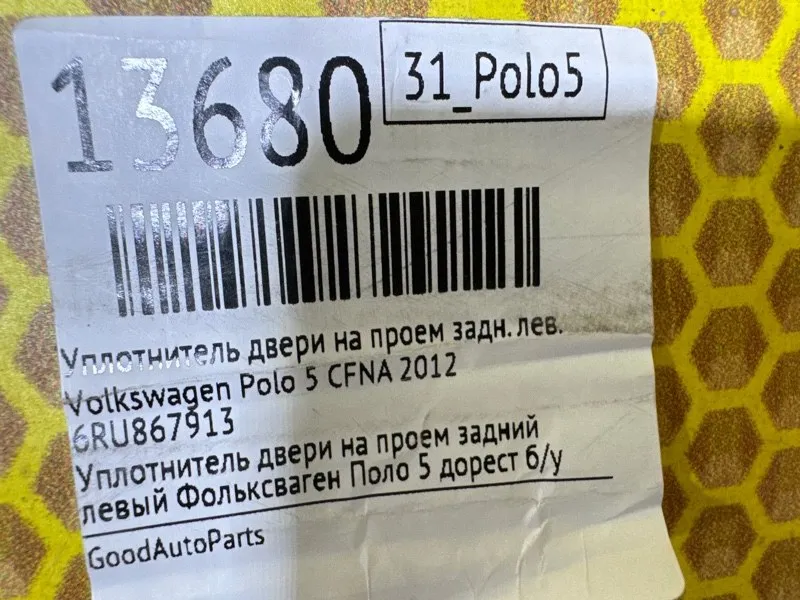 13680
31_Polo5
Уплотнитель двери на проем задн. лев.
Volkswagen Polo 5 CFNA 2012
6RU867913
Уплотнитель двери на проем задний
левый Фольксваген Поло 5 дорест б/у
GoodAutoParts